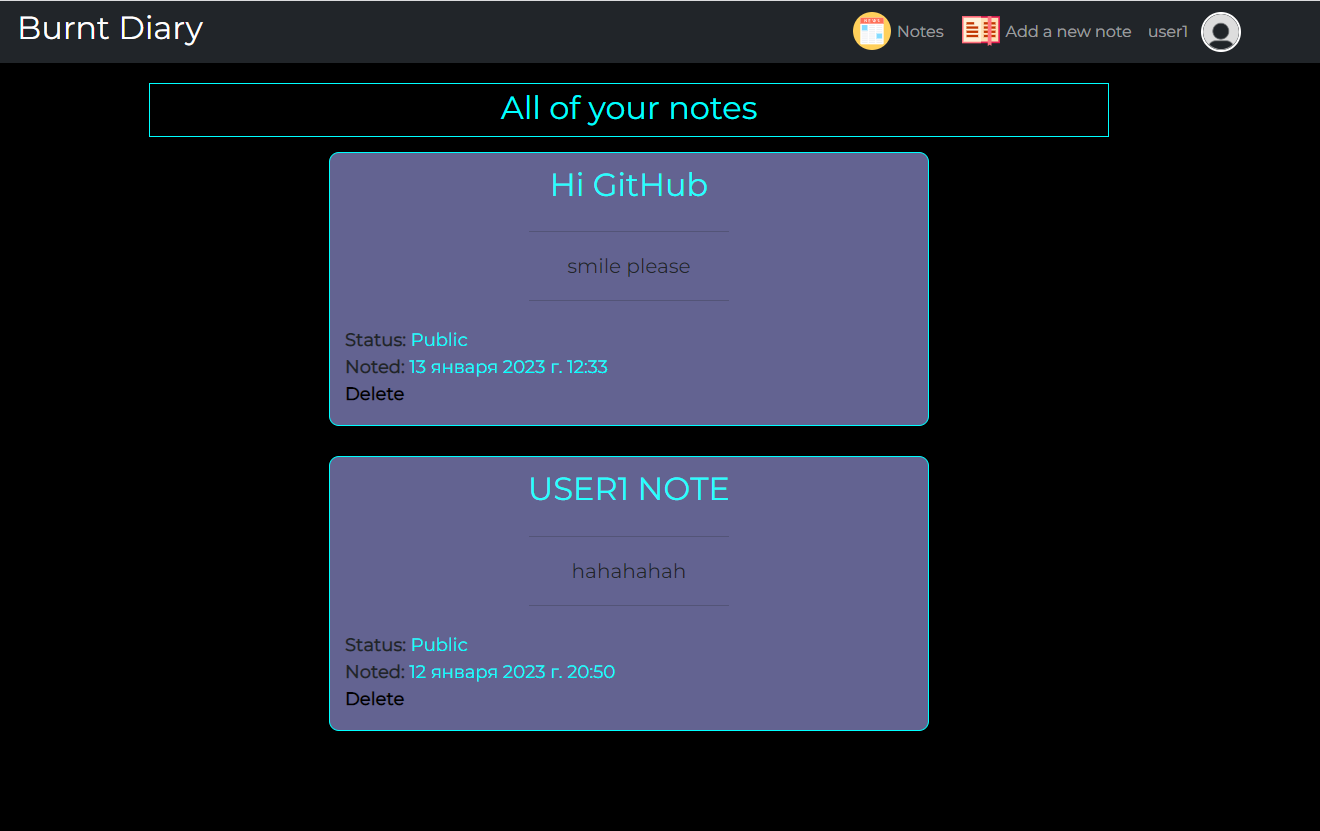 Burnt Diary
NEWS
Notes
Add a new note
user1
All of your notes
Hi GitHub
smile please
Status: Public
Noted: 13 января 2023 г. 12:33
Delete
USER1 NOTE
hahahahah
Status: Public
Noted: 12 января 2023 г. 20:50
Delete